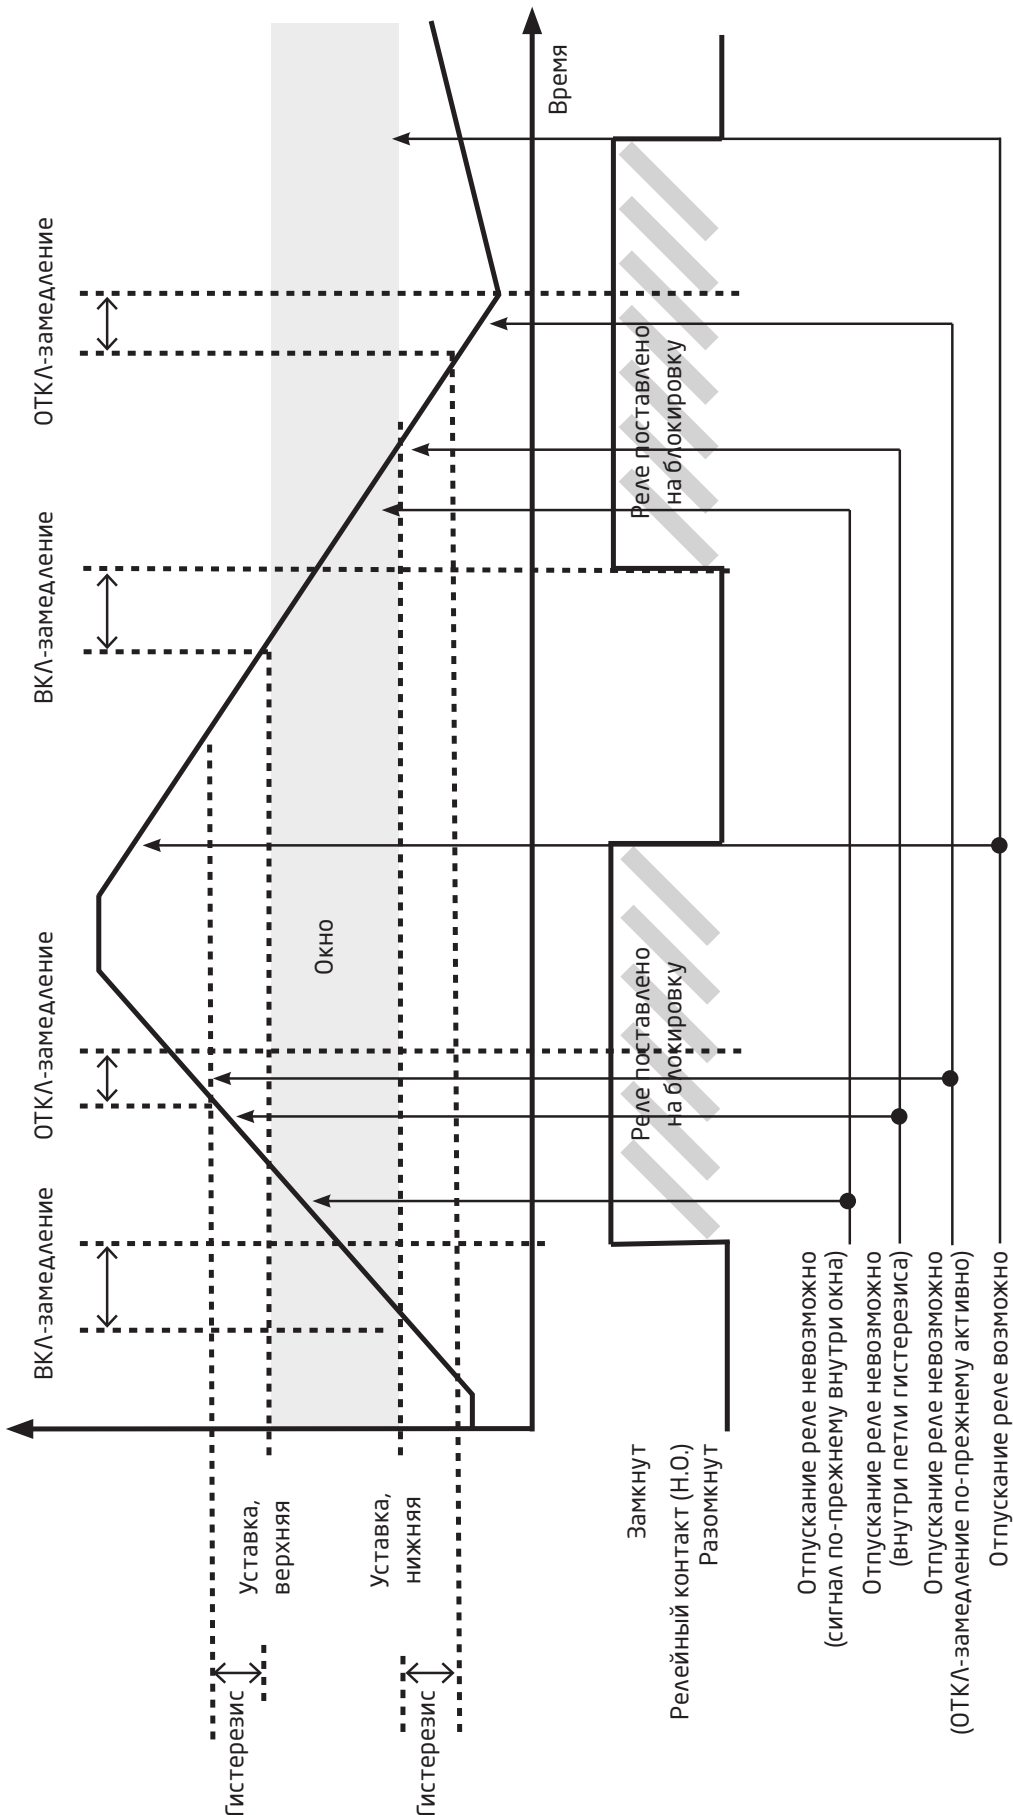 ВКЛ-замедление
ОТКЛ-замедление
ВКЛ-замедление
ОТКЛ-замедление
Гистерезис
Уставка,
верхняя
Окно
Гистерезис
Уставка,
нижняя
Время
Замкнут
Релейный контакт (Н.О.)
Разомкнут
Реле поставлено
на блокировку
Реле поставлено
на блокировку
Отпускание реле невозможно
(сигнал по-прежнему внутри окна)
Отпускание реле невозможно
(внутри петли гистерезиса)
Отпускание реле невозможно
(ОТКЛ-замедление по-прежнему активно)
Отпускание реле возможно